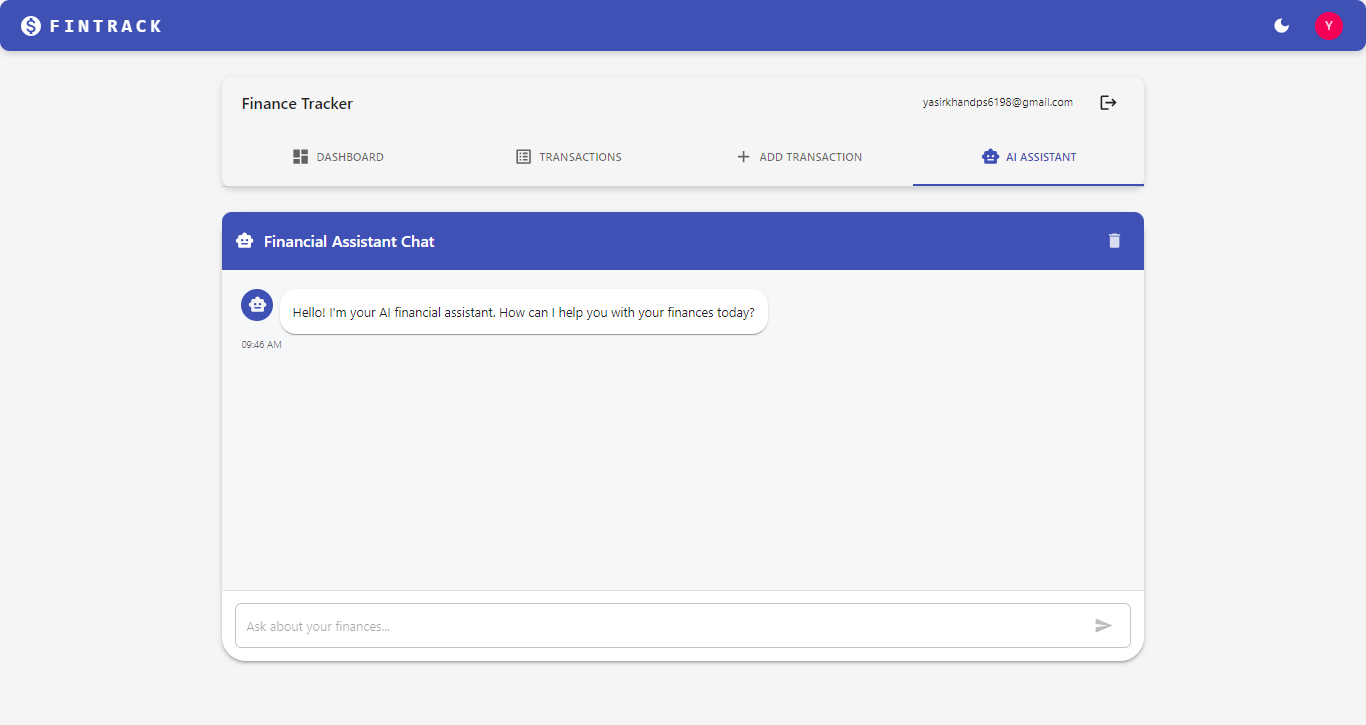 FINTRACK
Y
Finance Tracker
yasirkhandps6198@gmail.com
DASHBOARD
TRANSACTIONS
ADD TRANSACTION
AI ASSISTANT
Financial Assistant Chat
Hello! I'm your AI financial assistant. How can I help you with your finances today?
09:46 AM
Ask about your finances...